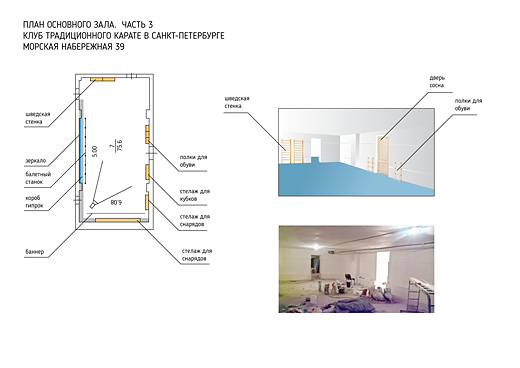 ПЛАН ОСНОВНОГО ЗАЛА. ЧАСТЬ 3
КЛУБ ТРАДИЦИОННОГО КАРАТЕ В САНКТ-ПЕТЕРБУРГЕ
МОРСКАЯ НАБЕРЕЖНАЯ 39
шведская
стенка
зеркало
балетный
станок
короб
гипрок
баннер
5.00
7
75.6
6.80
полки для
обуви
стелаж для
кубков
стелаж для
снарядов
стелаж для
снарядов
шведская
стенка
дверь
сосна
полки для
обуви